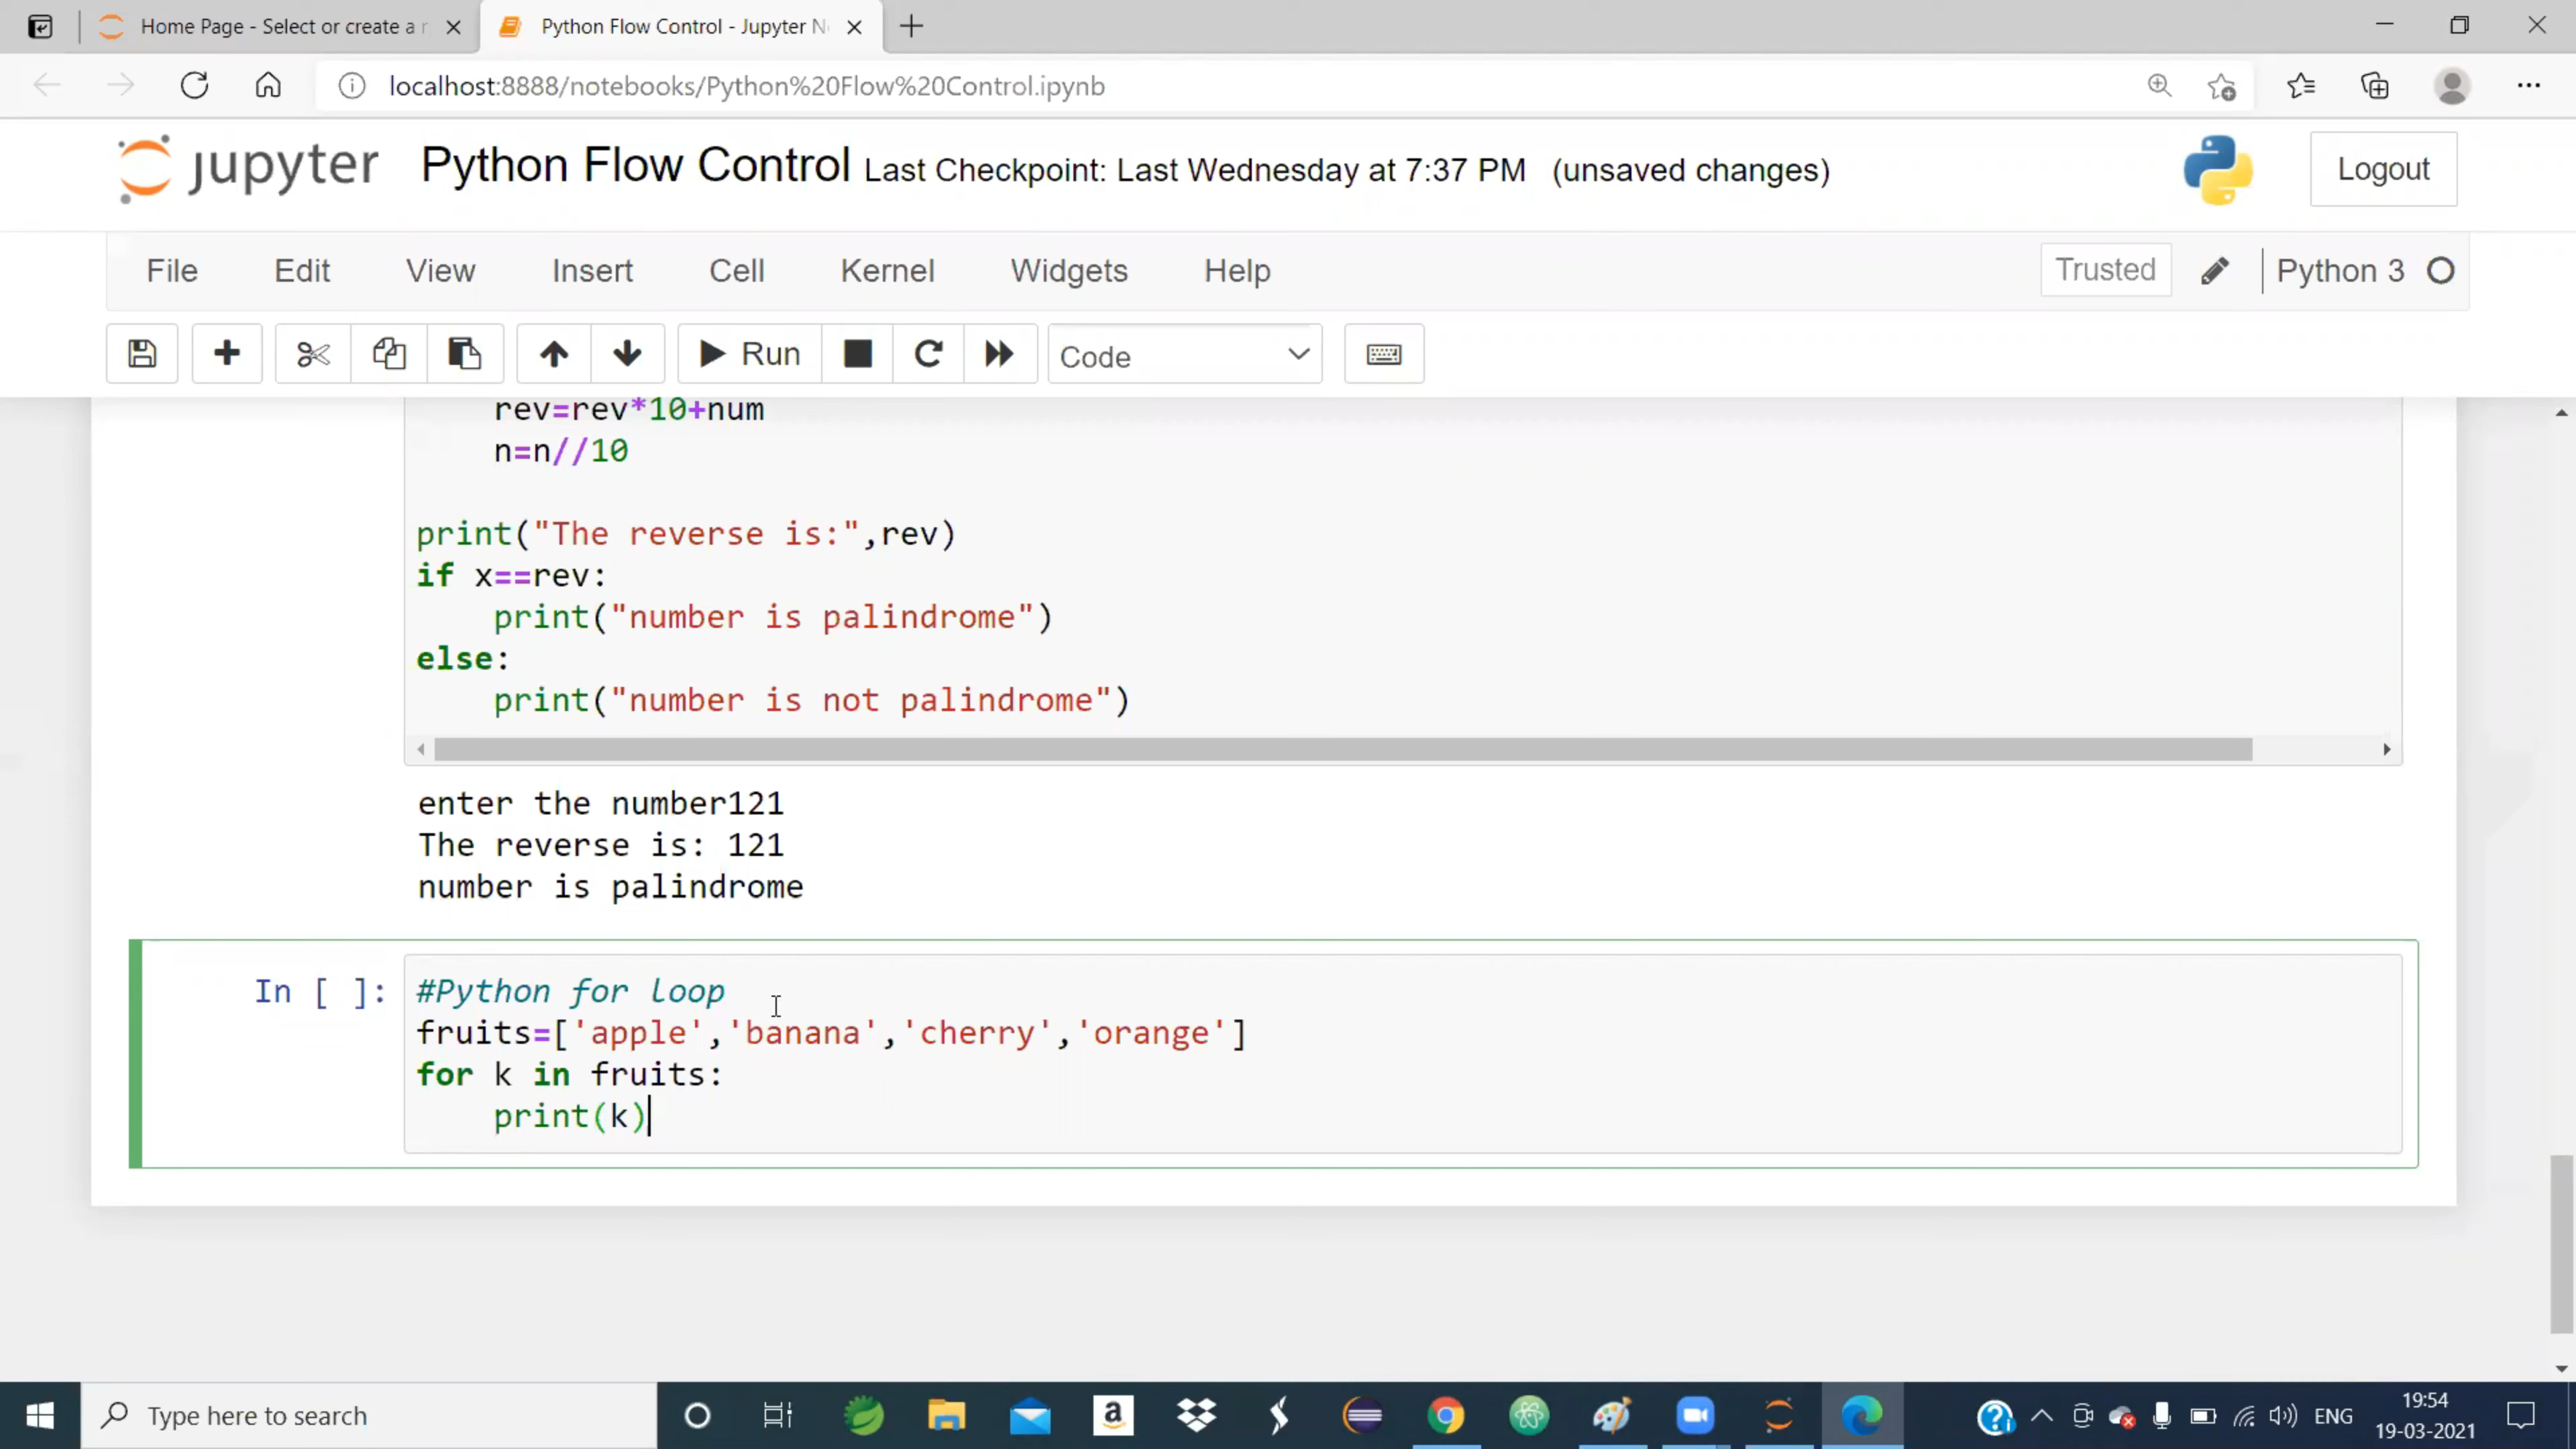 Home Page - Select or create a n
Python Flow Control - Jupyter N
localhost:8888/notebooks/Python%20Flow%20Control.ipynb
jupyter Python Flow Control Last Checkpoint: Last Wednesday at 7:37 PM (unsaved changes)
Logout
File Edit View Insert Cell Kernel Widgets Help
Trusted Python 3
Run Code
rev=rev*10+num
n=n//10
print("The reverse is:",rev)
if x==rev:
print("number is palindrome")
else:
print("number is not palindrome")
enter the number121
The reverse is: 121
number is palindrome
In [ ]: #Python for loop
fruits=['apple','banana','cherry','orange']
for k in fruits:
print(k)
Type here to search
a
ENG
19:54
19-03-2021